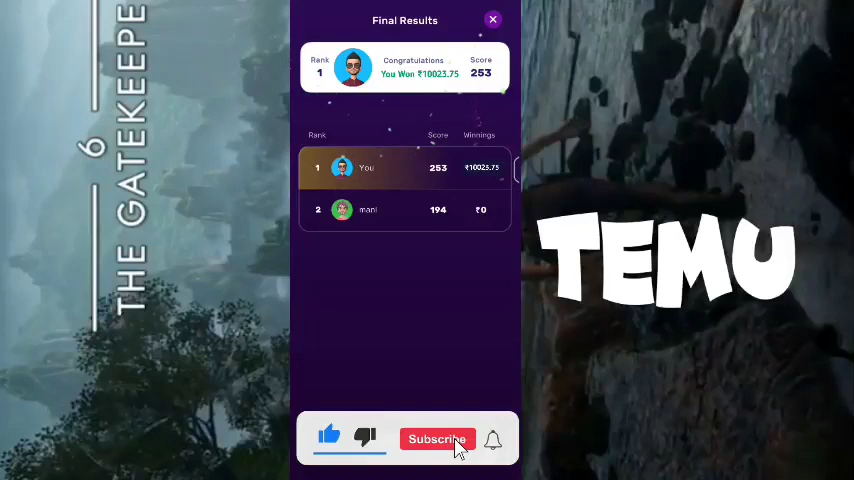 6
THE GATEKEEPE
Final Results
Rank
1
Congratulations
You Won ₹10023.75
Score
253
Rank Score Winnings
1 You 253 ₹10023.75
2 mani 194 ₹0
TEMU
Subscribe